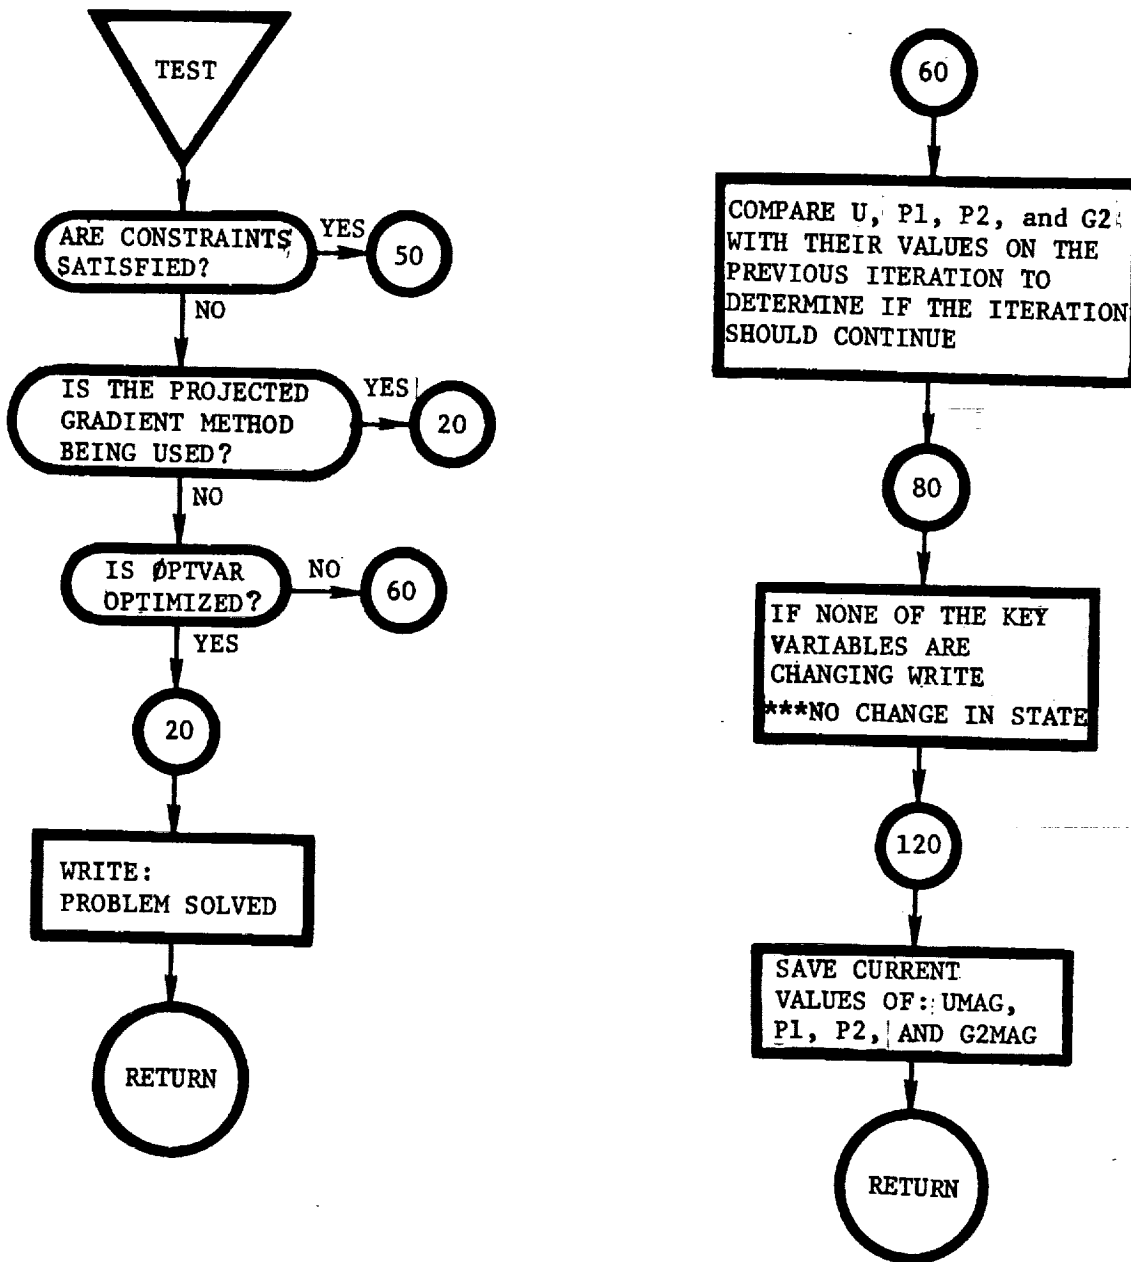 TEST
ARE CONSTRAINTS
SATISFIED?
YES
50
NO
IS THE PROJECTED
GRADIENT METHOD
BEING USED?
YES
20
NO
IS ØPTVAR
OPTIMIZED?
NO
60
YES
20
WRITE:
PROBLEM SOLVED
RETURN
60
COMPARE U, P1, P2, and G2
WITH THEIR VALUES ON THE
PREVIOUS ITERATION TO
DETERMINE IF THE ITERATION
SHOULD CONTINUE
80
IF NONE OF THE KEY
VARIABLES ARE
CHANGING WRITE
***NO CHANGE IN STATE
120
SAVE CURRENT
VALUES OF: UMAG,
P1, P2, AND G2MAG
RETURN